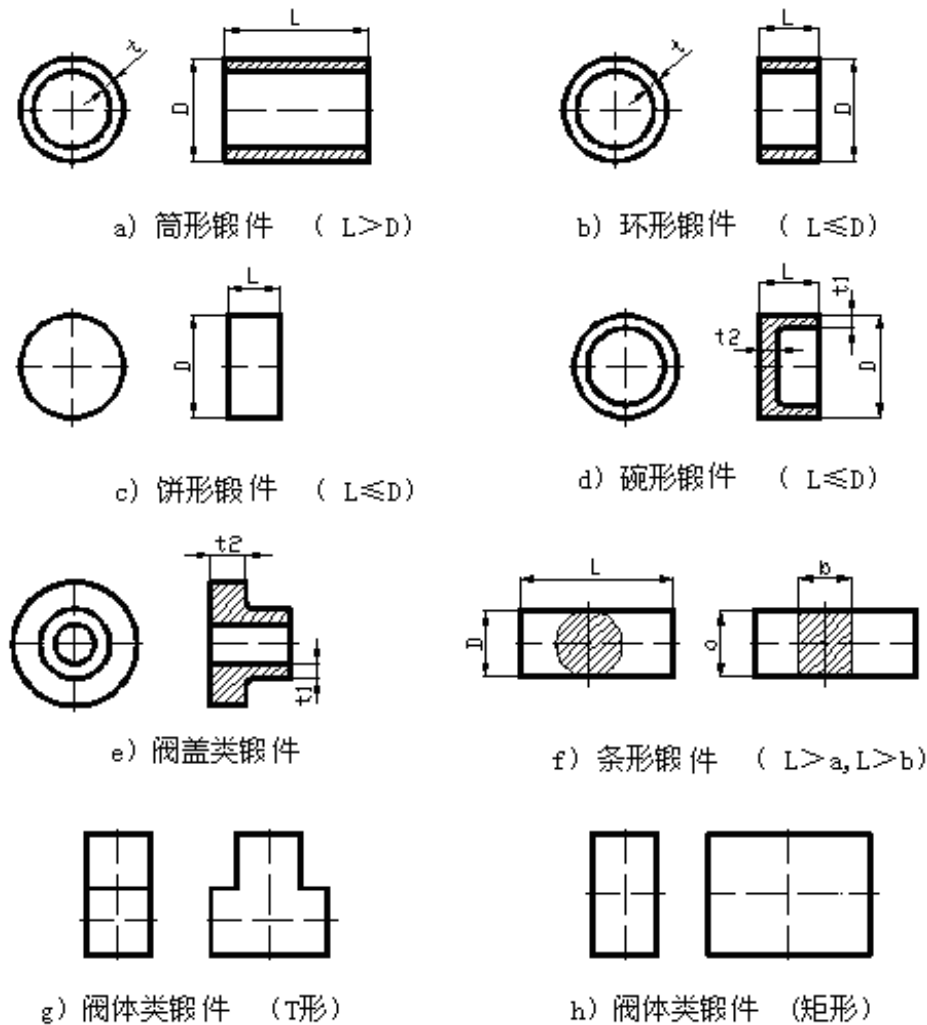 L
t
D
a) 筒形锻件 ( L>D)
L
t
D
b) 环形锻件 ( L≤D)
L
D
c) 饼形锻件 ( L≤D)
L
t1
t2
D
d) 碗形锻件 ( L≤D)
t2
t1
e) 阀盖类锻件
L
D
b
a
f) 条形锻件 ( L>a,L>b)
g) 阀体类锻件 (T形)
h) 阀体类锻件 (矩形)